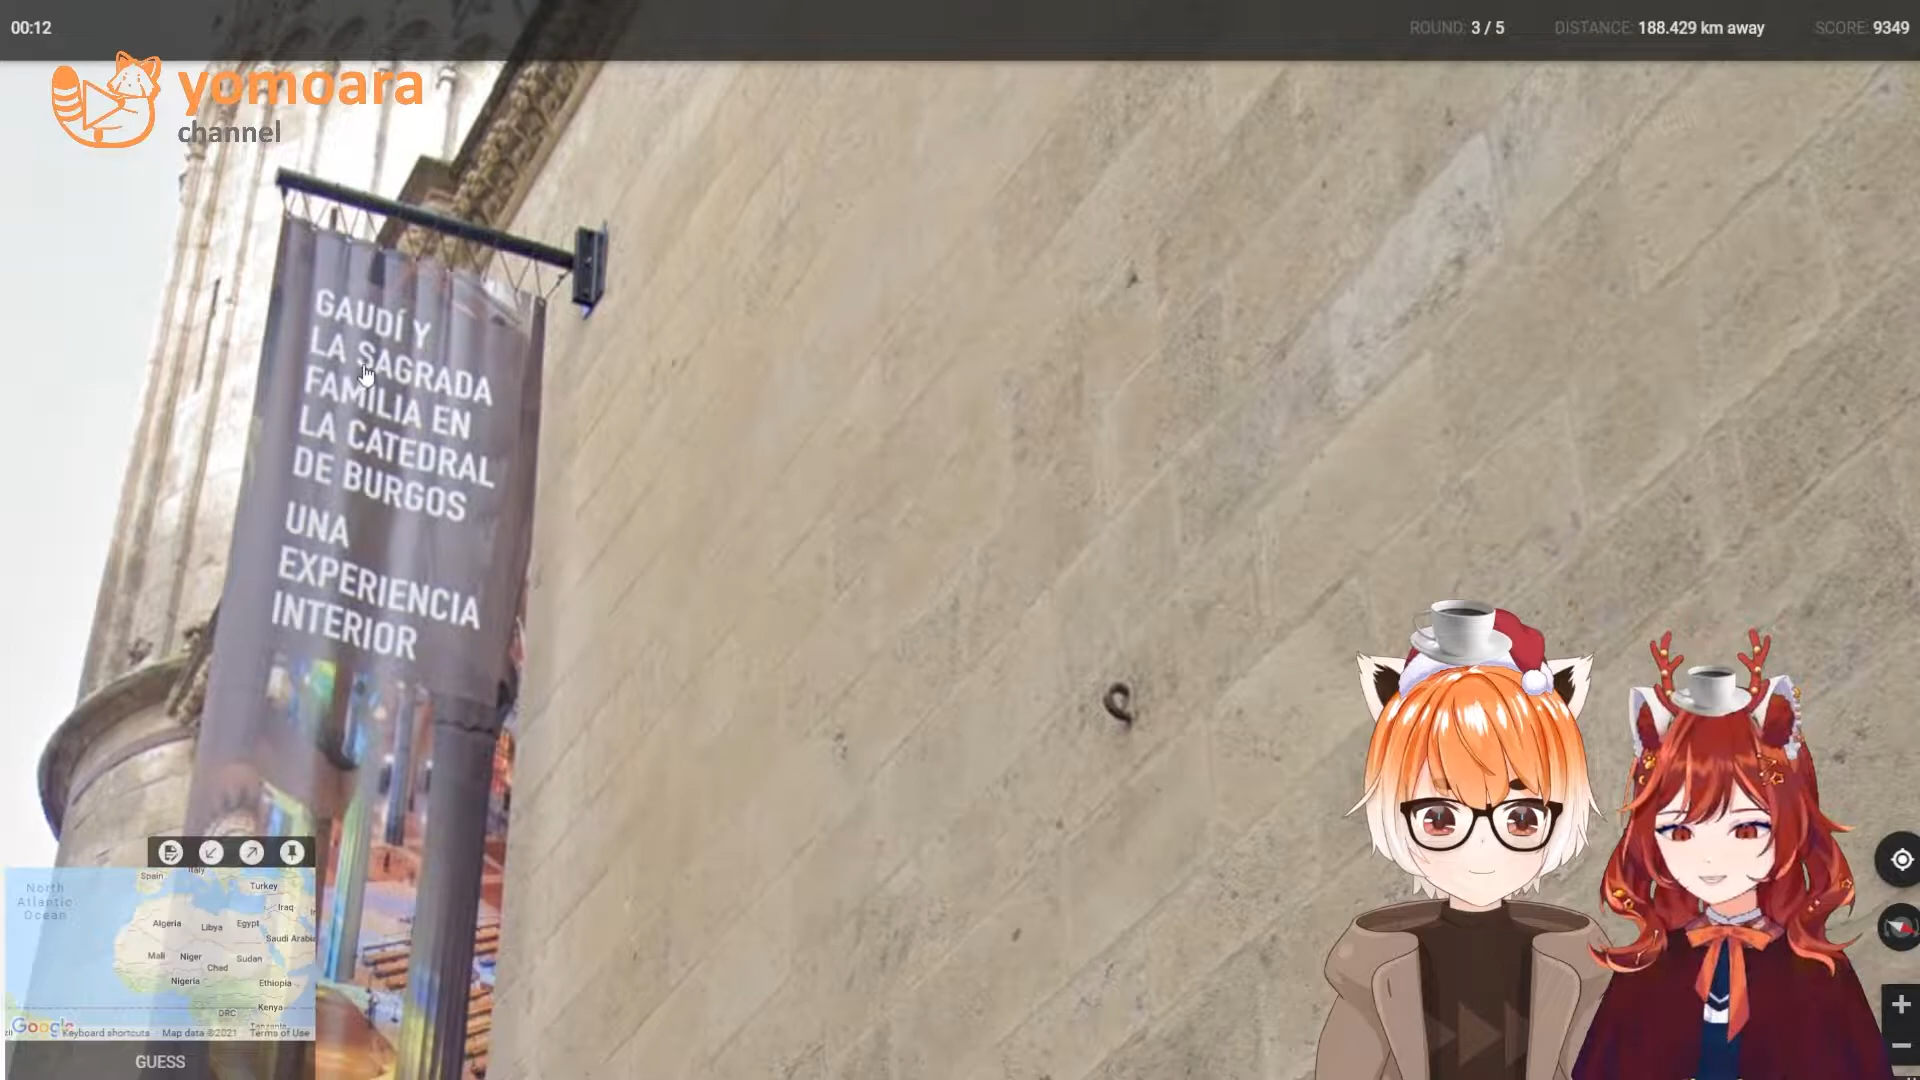 00:12
ROUND: 3 / 5
DISTANCE: 188.429 km away
SCORE: 9349
yomoara
channel
GAUDÍ Y
LA SAGRADA
FAMILIA EN
LA CATEDRAL
DE BURGOS
UNA
EXPERIENCIA
INTERIOR
North
Atlantic
Ocean
Spain
Italy
Turkey
Iraq
Algeria
Libya
Egypt
Saudi Arabia
Mali
Niger
Chad
Sudan
Nigeria
Ethiopia
DRC
Kenya
Tanzania
Google
Keyboard shortcuts
Map data ©2021
Terms of Use
GUESS